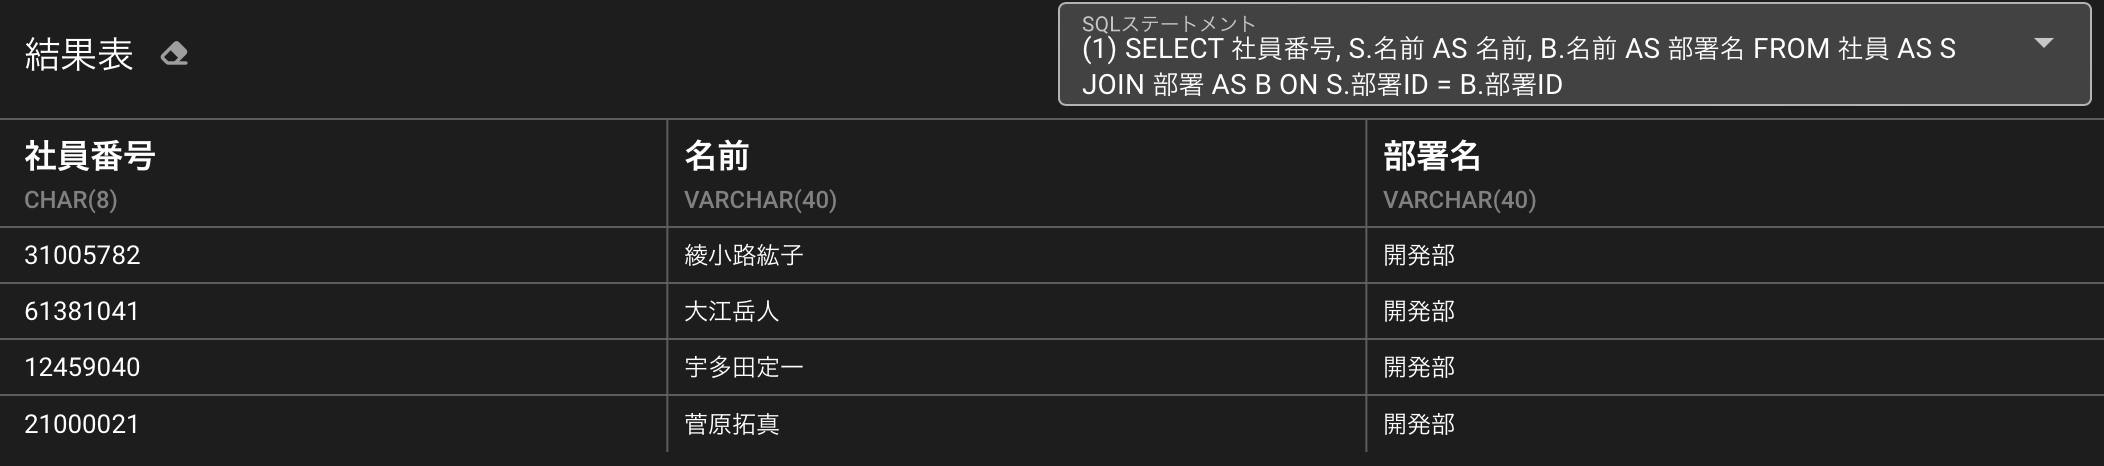 結果表
SQLステートメント
(1) SELECT 社員番号, S.名前 AS 名前, B.名前 AS 部署名 FROM 社員 AS S
JOIN 部署 AS B ON S.部署ID = B.部署ID
社員番号 名前 部署名
CHAR(8) VARCHAR(40) VARCHAR(40)
31005782 綾小路紘子 開発部
61381041 大江岳人 開発部
12459040 宇多田定一 開発部
21000021 菅原拓真 開発部